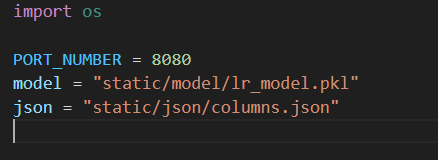 import os
PORT_NUMBER = 8080
model = "static/model/lr_model.pkl"
json = "static/json/columns.json"